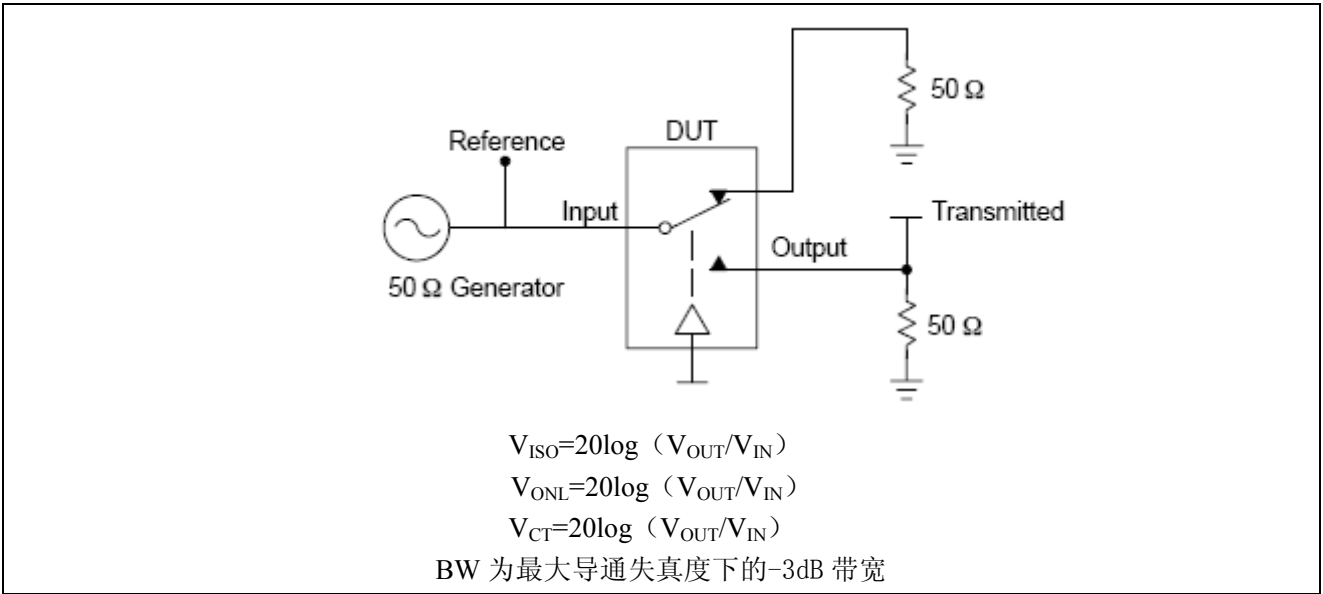 50 Ω
DUT
Reference
Input
Transmitted
Output
50 Ω Generator
50 Ω
V_ISO=20log（V_OUT/V_IN）
V_ONL=20log（V_OUT/V_IN）
V_CT=20log（V_OUT/V_IN）
BW 为最大导通失真度下的-3dB 带宽